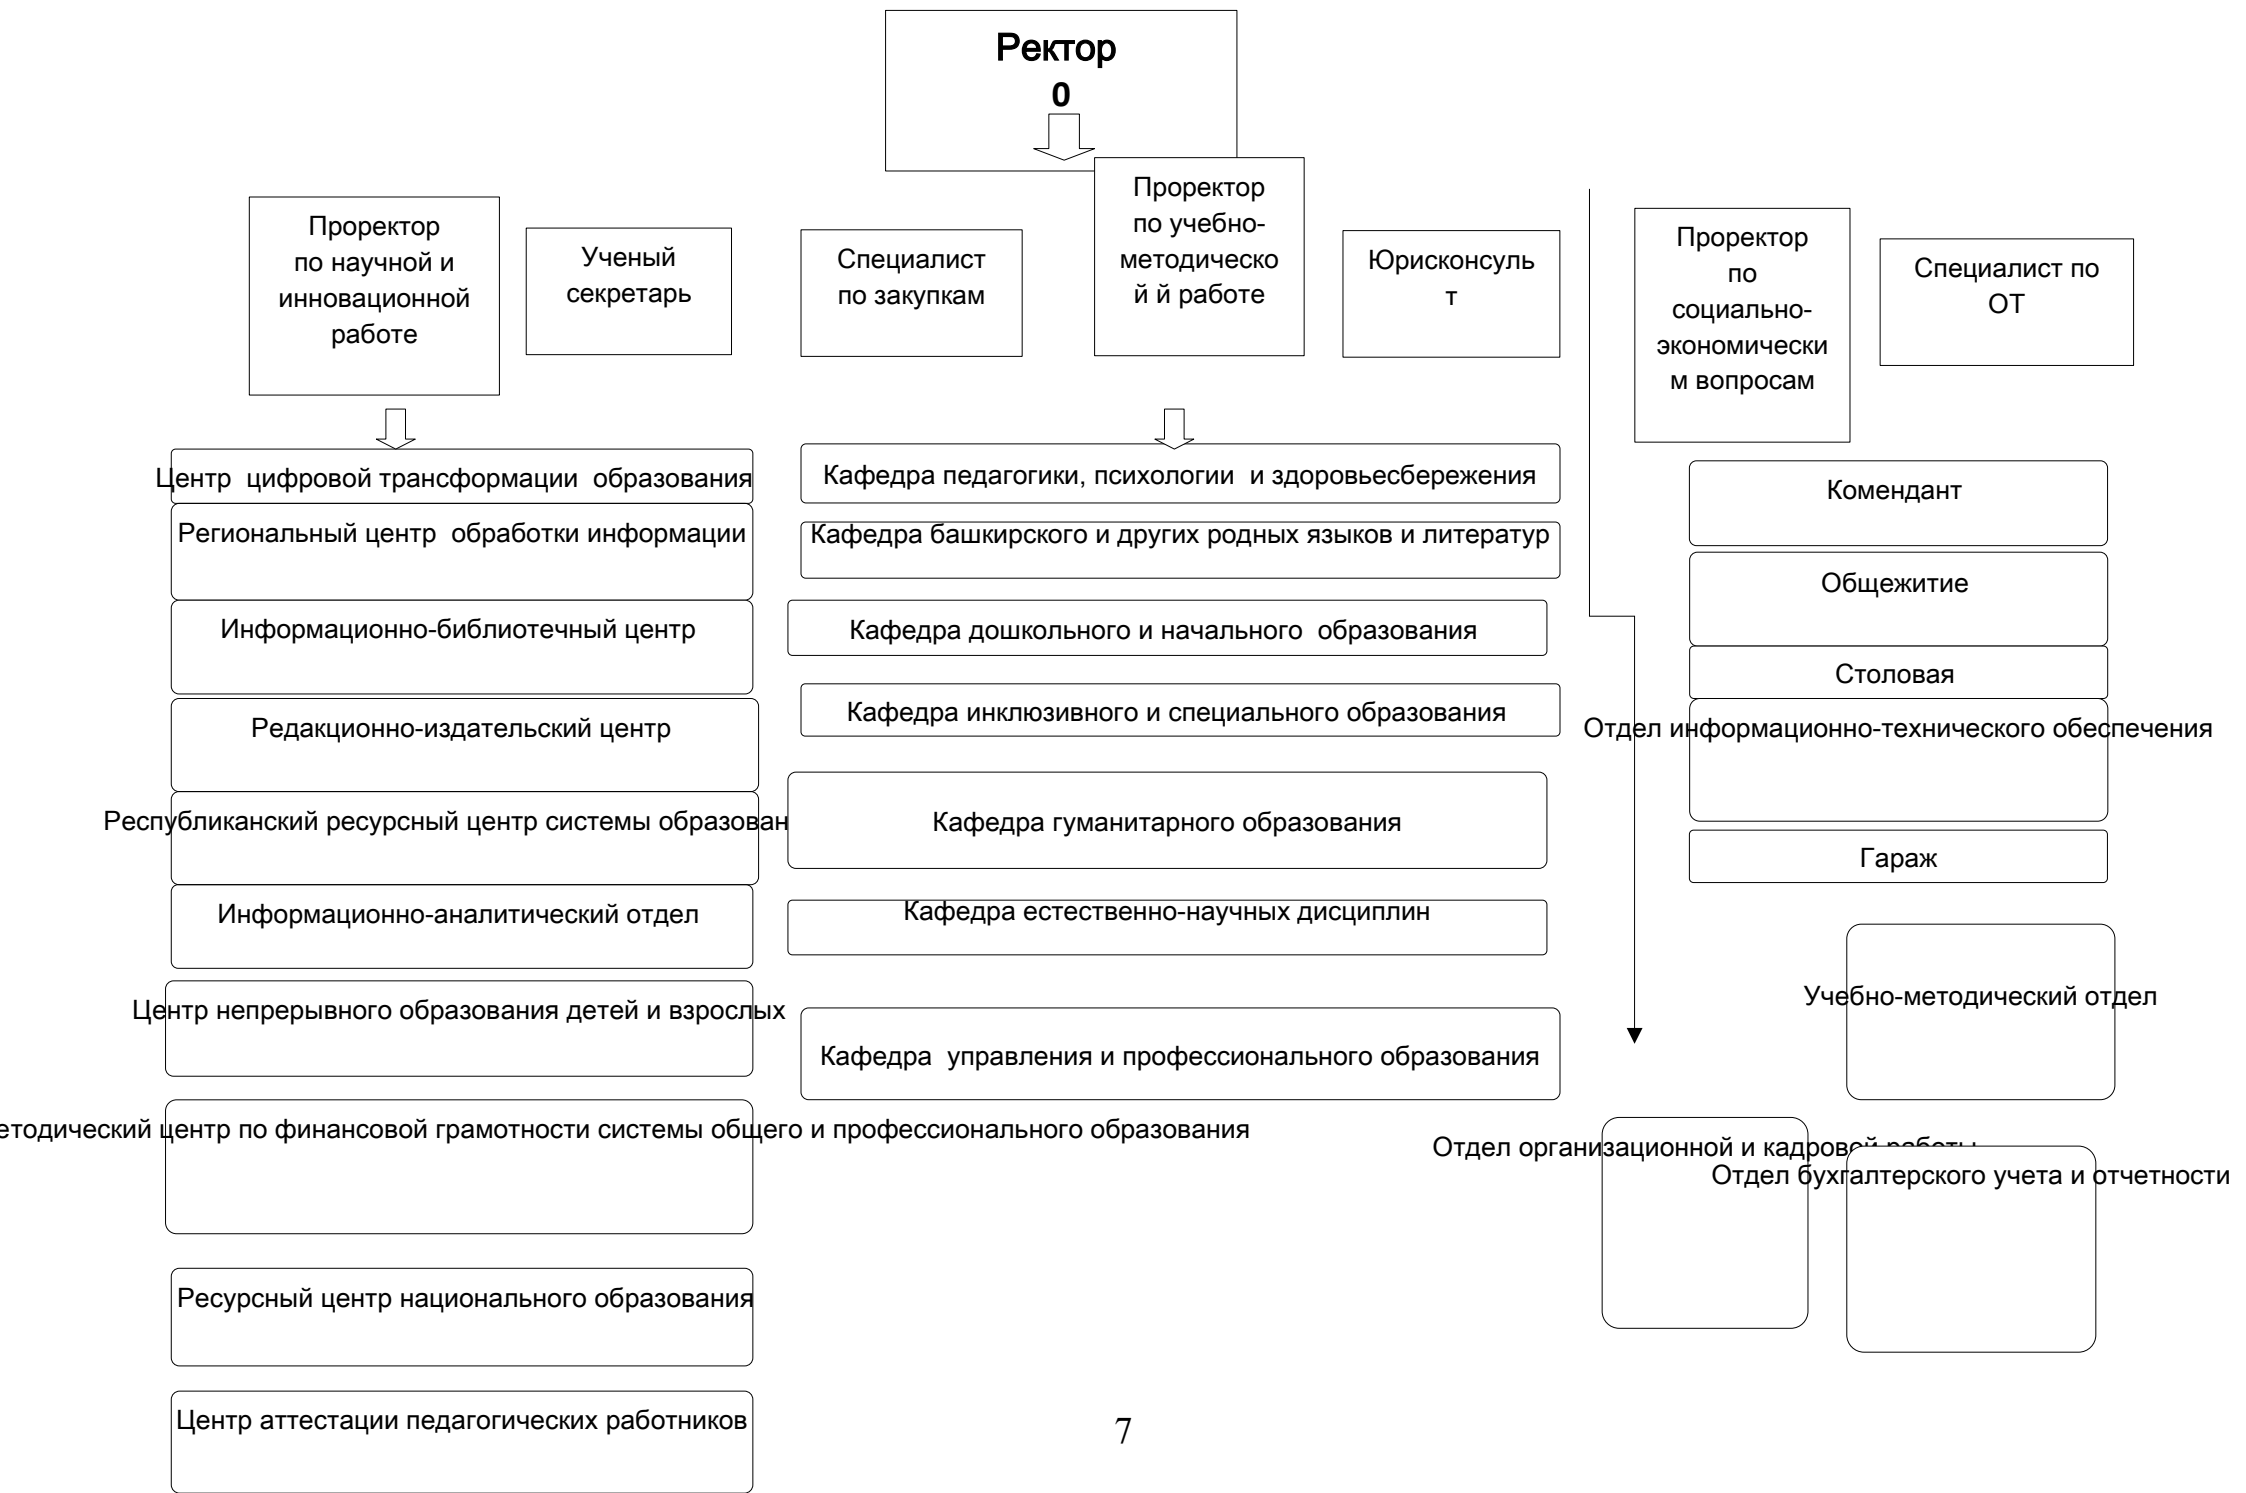 Ректор
0
Проректор
по научной и
инновационной
работе
Ученый
секретарь
Специалист
по закупкам
Проректор
по учебно-
методическо
й й работе
Юрисконсуль
т
Проректор
по
социально-
экономически
м вопросам
Специалист по
ОТ
Центр цифровой трансформации образования
Региональный центр обработки информации
Информационно-библиотечный центр
Редакционно-издательский центр
Республиканский ресурсный центр системы образован
Информационно-аналитический отдел
Центр непрерывного образования детей и взрослых
етодический центр по финансовой грамотности системы общего и профессионального образования
Ресурсный центр национального образования
Центр аттестации педагогических работников
Кафедра педагогики, психологии и здоровьесбережения
Кафедра башкирского и других родных языков и литератур
Кафедра дошкольного и начального образования
Кафедра инклюзивного и специального образования
Кафедра гуманитарного образования
Кафедра естественно-научных дисциплин
Кафедра управления и профессионального образования
Комендант
Общежитие
Столовая
Отдел информационно-технического обеспечения
Гараж
Учебно-методический отдел
Отдел организационной и кадровой работы
Отдел бухгалтерского учета и отчетности
7